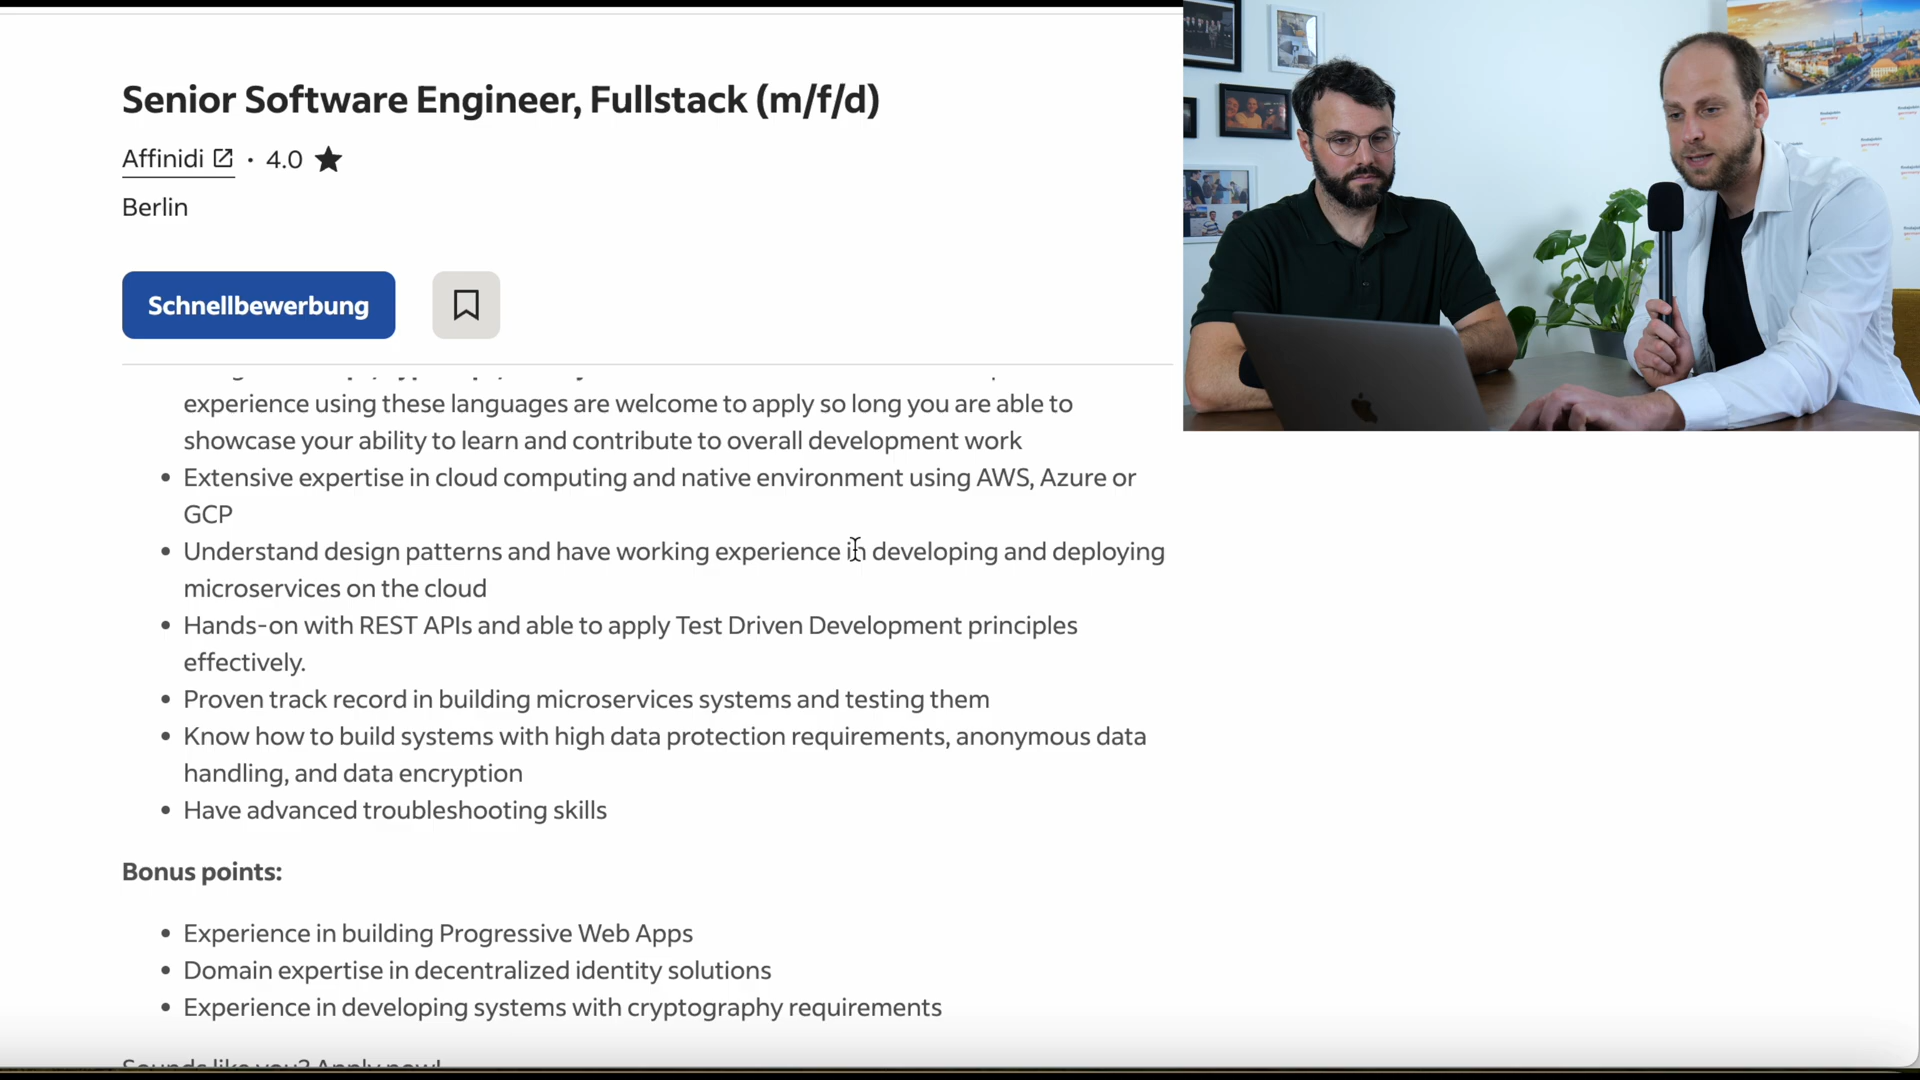 Senior Software Engineer, Fullstack (m/f/d)
Affinidi · 4.0 ★
Berlin
Schnellbewerbung
experience using these languages are welcome to apply so long you are able to
showcase your ability to learn and contribute to overall development work
• Extensive expertise in cloud computing and native environment using AWS, Azure or
GCP
• Understand design patterns and have working experience in developing and deploying
microservices on the cloud
• Hands-on with REST APIs and able to apply Test Driven Development principles
effectively.
• Proven track record in building microservices systems and testing them
• Know how to build systems with high data protection requirements, anonymous data
handling, and data encryption
• Have advanced troubleshooting skills
Bonus points:
• Experience in building Progressive Web Apps
• Domain expertise in decentralized identity solutions
• Experience in developing systems with cryptography requirements
Sounds like you? Apply now!